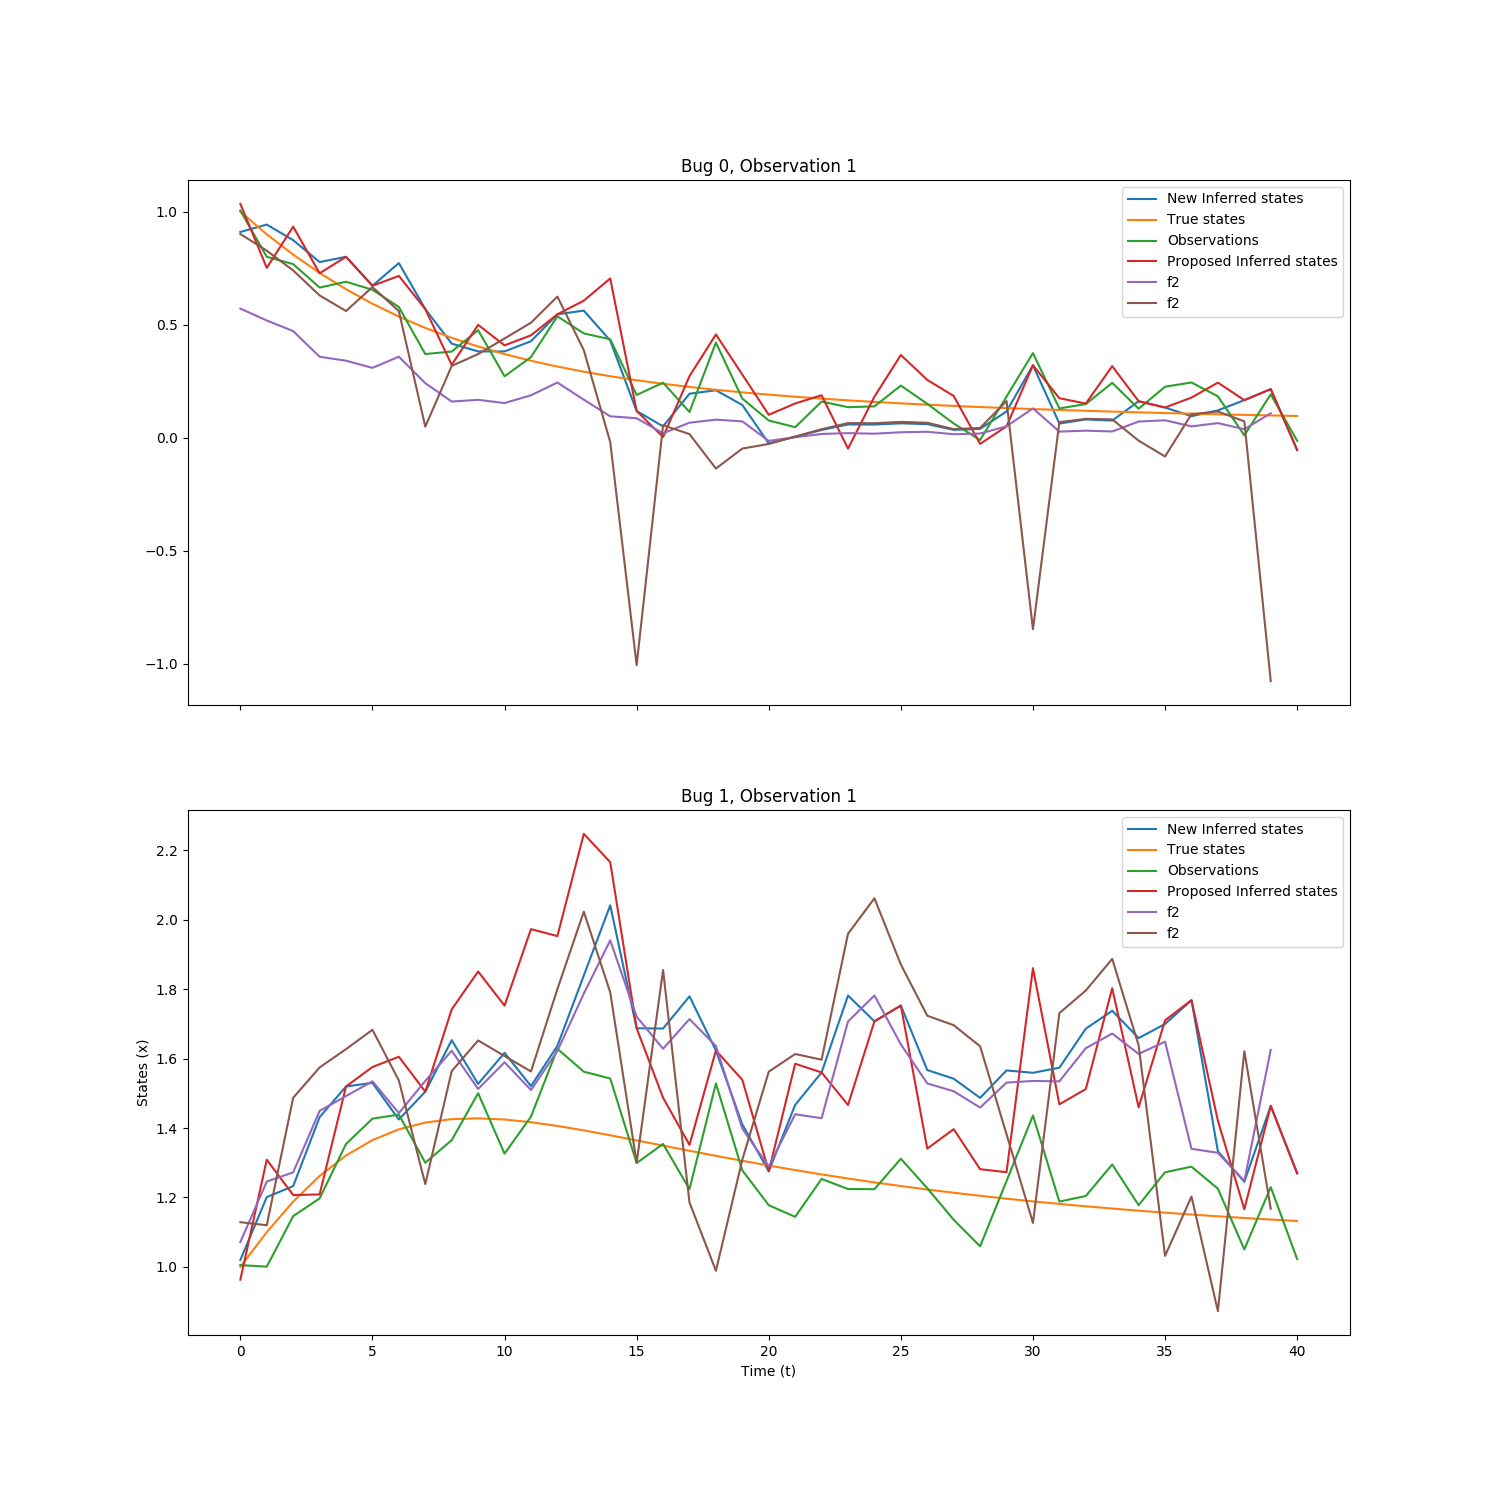 Bug 0, Observation 1
1.0
0.5
0.0
−0.5
−1.0
New Inferred states
True states
Observations
Proposed Inferred states
f2
f2
Bug 1, Observation 1
States (x)
2.2
2.0
1.8
1.6
1.4
1.2
1.0
New Inferred states
True states
Observations
Proposed Inferred states
f2
f2
0 5 10 15 20 25 30 35 40
Time (t)